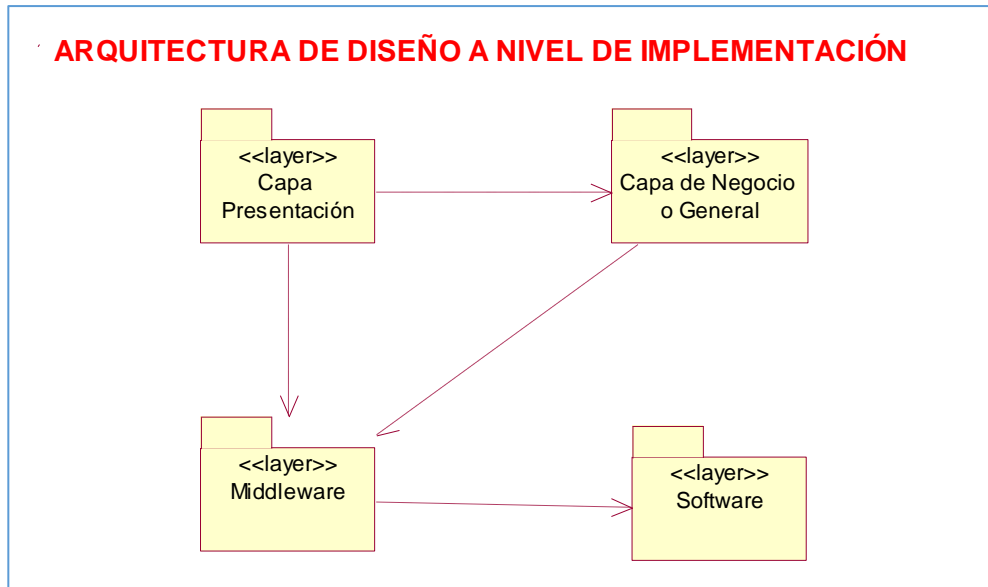 ARQUITECTURA DE DISEÑO A NIVEL DE IMPLEMENTACIÓN
<<layer>>
Capa
Presentación
<<layer>>
Capa de Negocio
o General
<<layer>>
Middleware
<<layer>>
Software